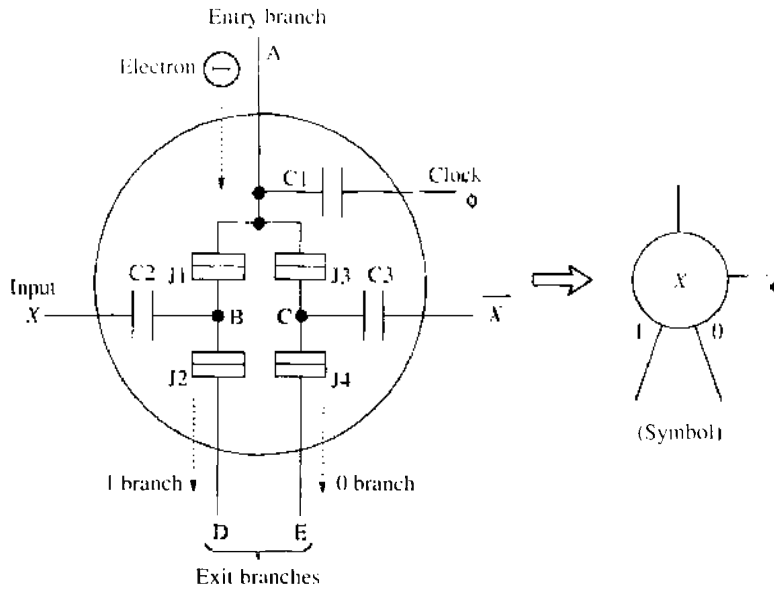 Entry branch
A
Electron
−
C1
Clock
ϕ
J1
J3
C2
C3
Input
X
B
C
X̅
J2
J4
1 branch
0 branch
D
E
Exit branches
X
1
0
(Symbol)